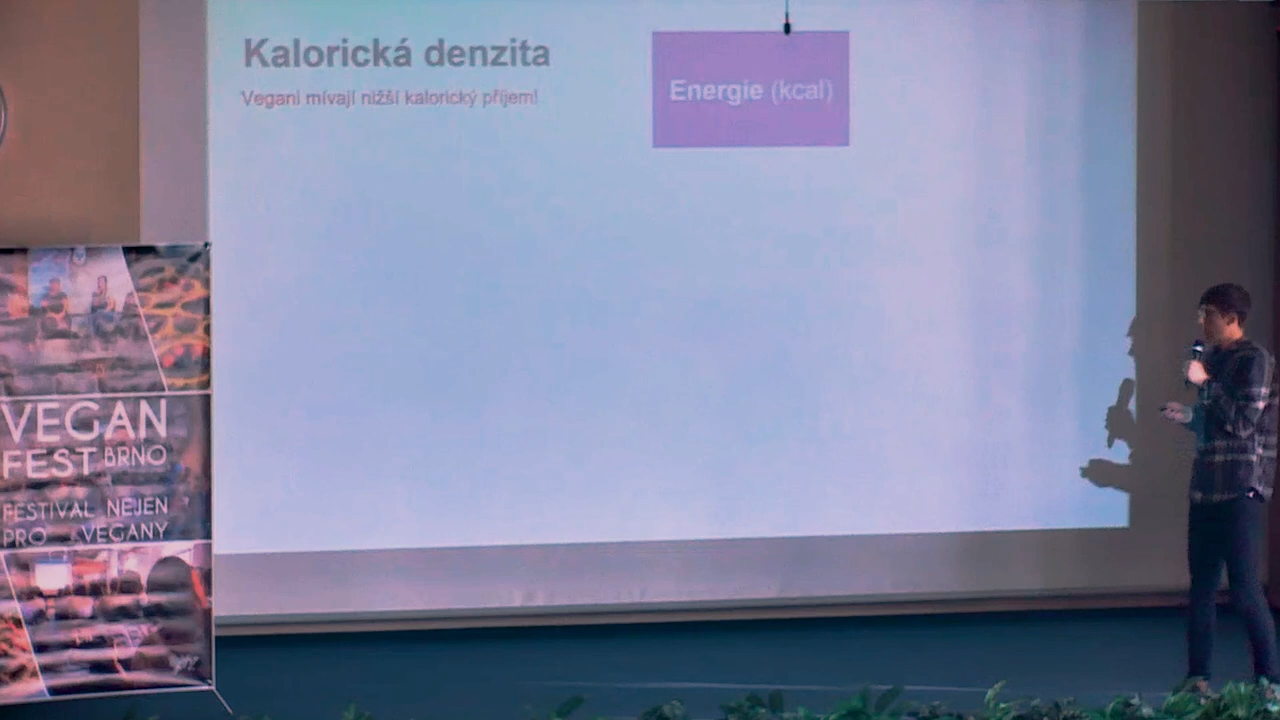 Kalorická denzita
Vegani mívají nižší kalorický příjem!
Energie (kcal)
VEGAN
FEST BRNO
FESTIVAL NEJEN
PRO VEGANY